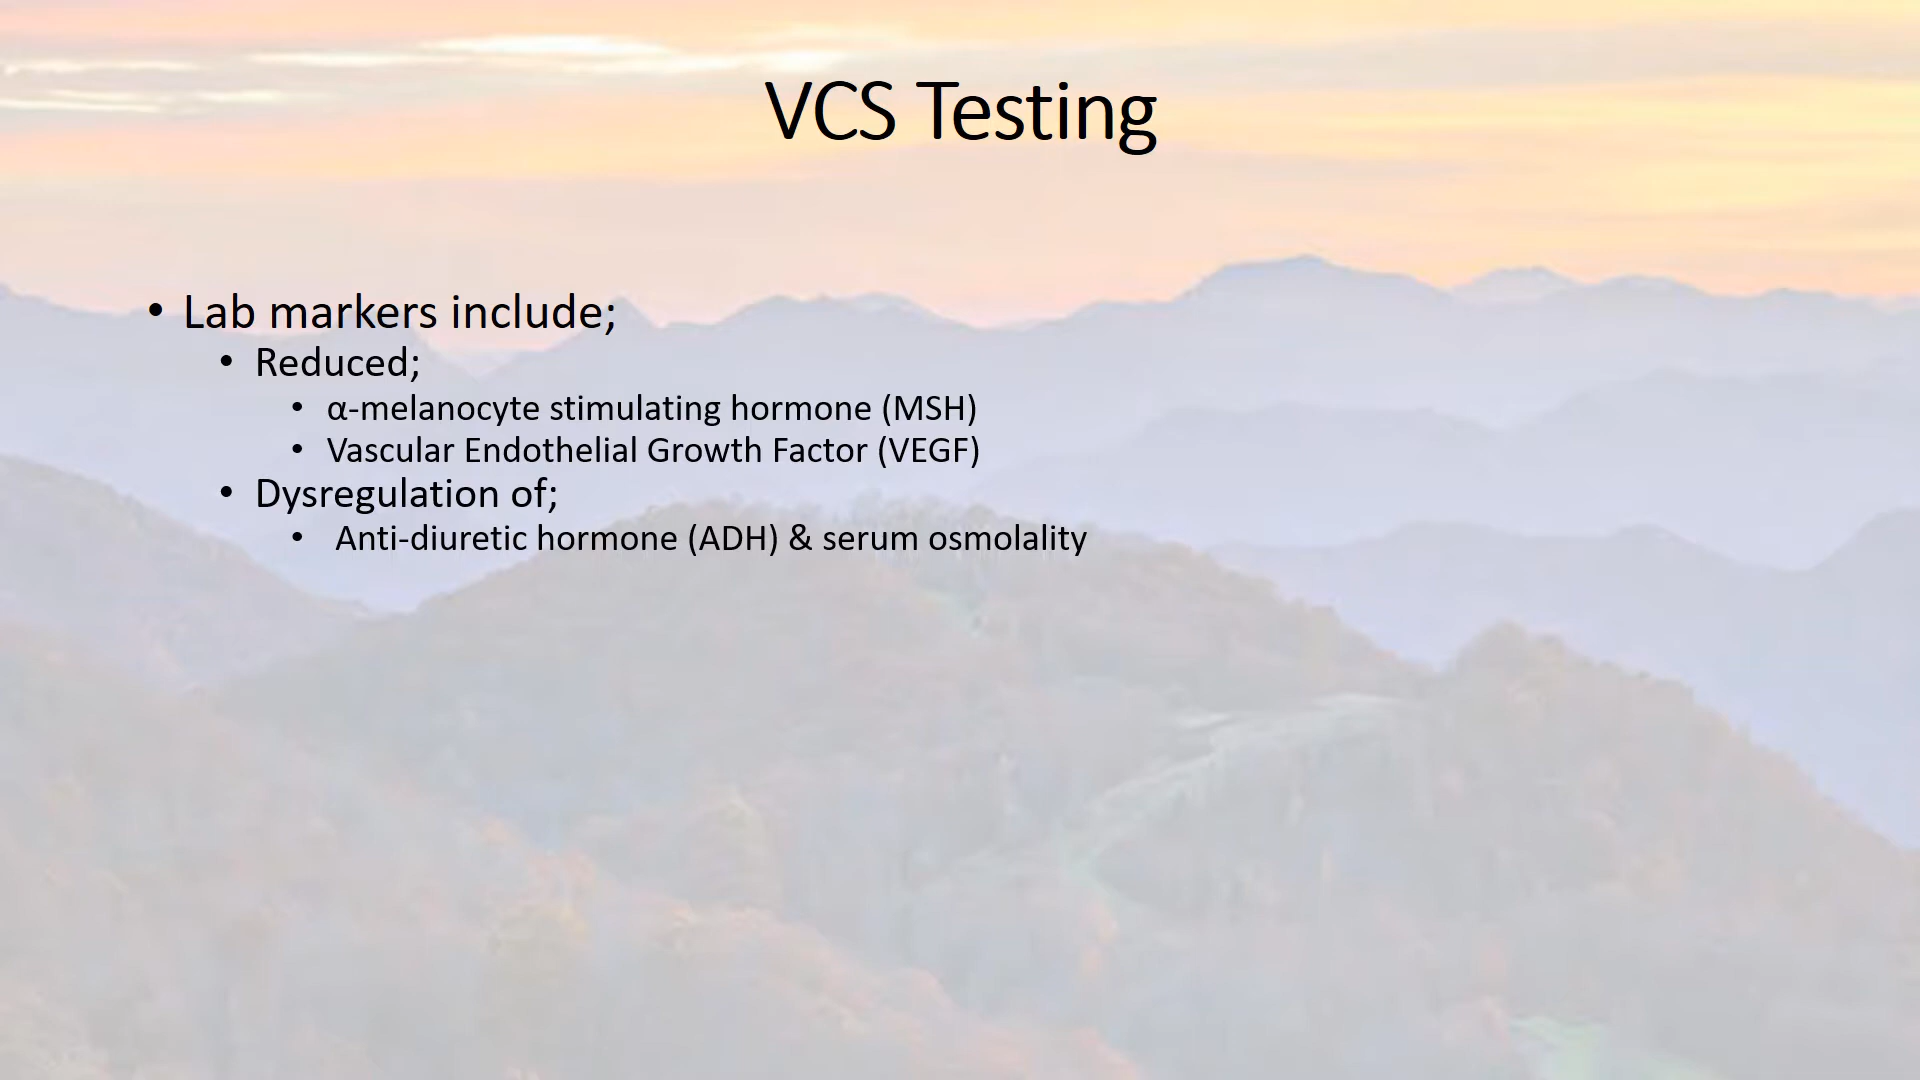 VCS Testing
• Lab markers include;
• Reduced;
• α-melanocyte stimulating hormone (MSH)
• Vascular Endothelial Growth Factor (VEGF)
• Dysregulation of;
• Anti-diuretic hormone (ADH) & serum osmolality